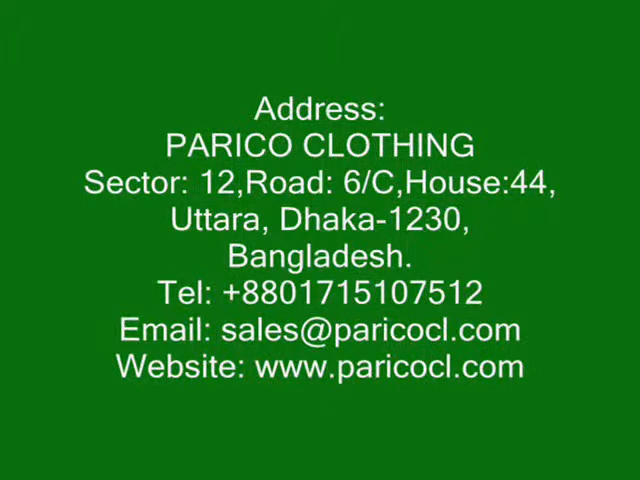 Address:
PARICO CLOTHING
Sector: 12,Road: 6/C,House:44,
Uttara, Dhaka-1230,
Bangladesh.
Tel: +8801715107512
Email: sales@paricocl.com
Website: www.paricocl.com